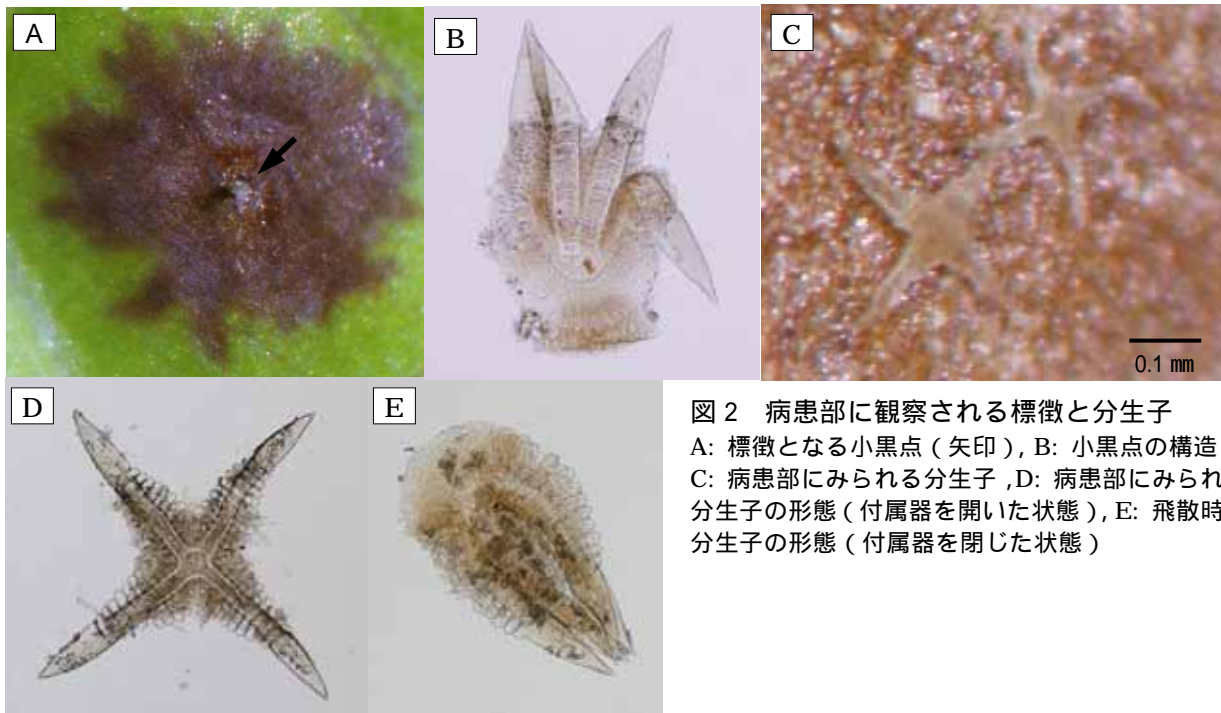 A
B
C
0.1 mm
D
E
図2 病患部に観察される標徴と分生子
A: 標徴となる小黒点（矢印）, B: 小黒点の構造
C: 病患部にみられる分生子 ,D: 病患部にみられ
分生子の形態（付属器を開いた状態）, E: 飛散時
分生子の形態（付属器を閉じた状態）